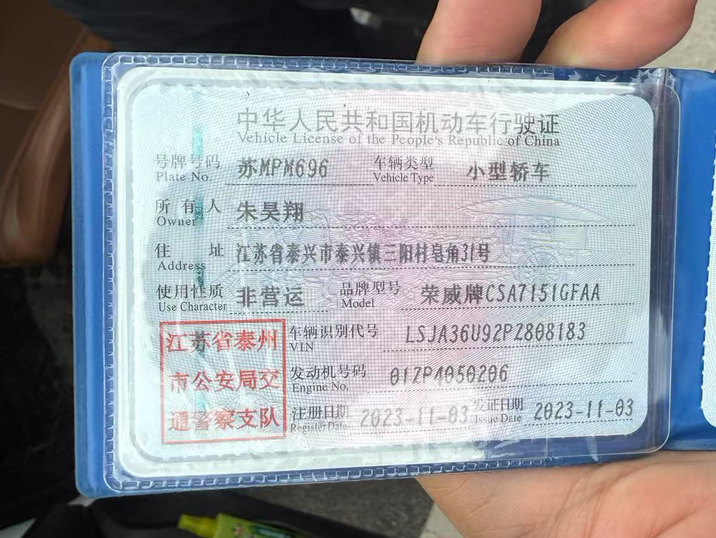 中华人民共和国机动车行驶证
Vehicle License of the People's Republic of China
号牌号码 苏MPM696 车辆类型 小型轿车
Plate No. Vehicle Type
所有人 朱昊翔
Owner
住址 江苏省泰兴市泰兴镇三阳村皂角31号
Address
使用性质 非营运 品牌型号 荣威牌CSA7151GFAA
Use Character Model
江苏省泰州 车辆识别代号 LSJA36U92PZ808183
VIN
市公安局交 发动机号码 01ZP4050206
Engine No.
通警察支队 注册日期 2023-11-03 发证日期 2023-11-03
Register Date Issue Date